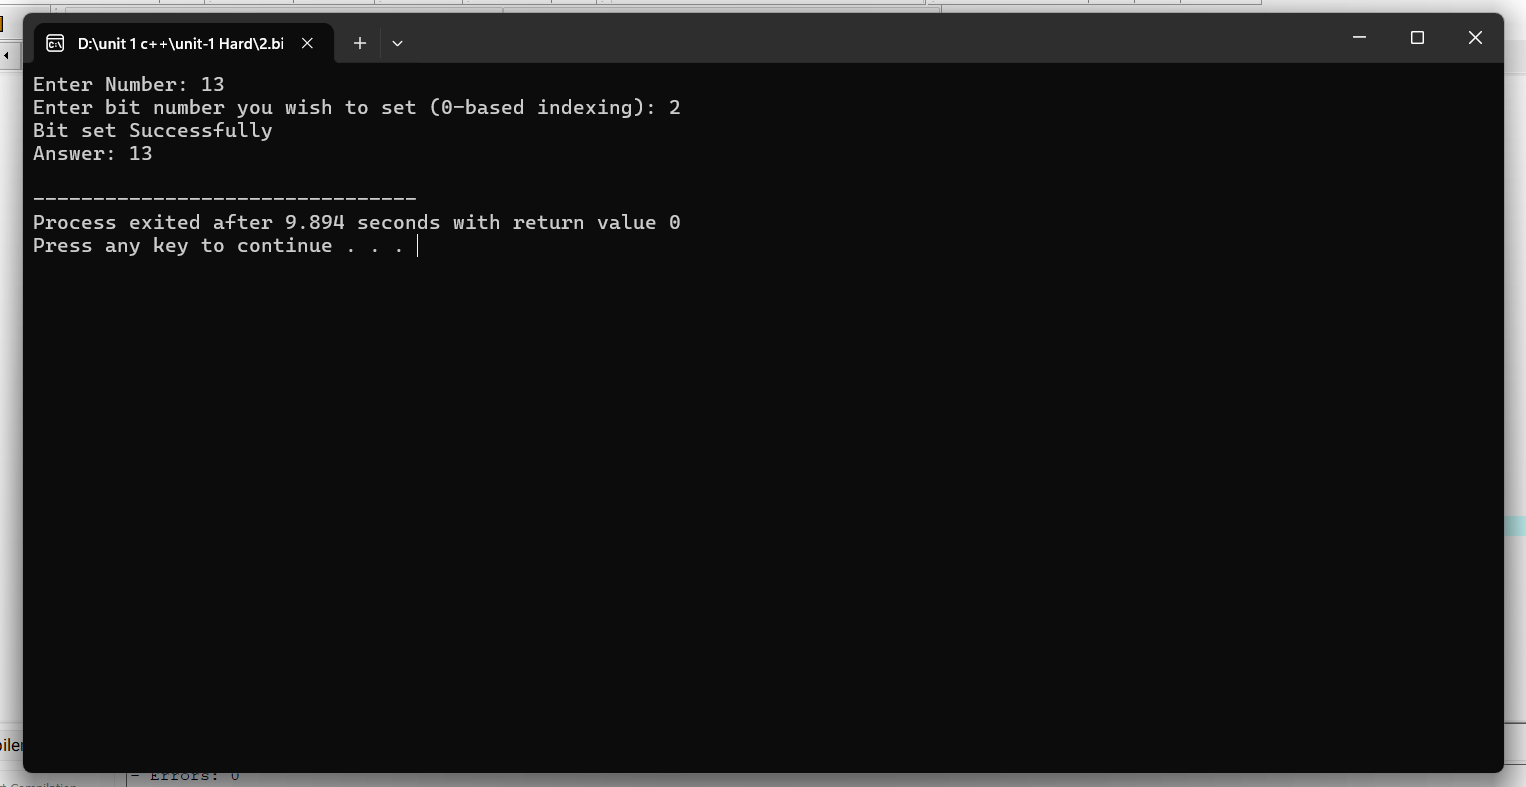 D:\unit 1 c++\unit-1 Hard\2.bi
Enter Number: 13
Enter bit number you wish to set (0-based indexing): 2
Bit set Successfully
Answer: 13
--------------------------------
Process exited after 9.894 seconds with return value 0
Press any key to continue . . .
- Errors: 0